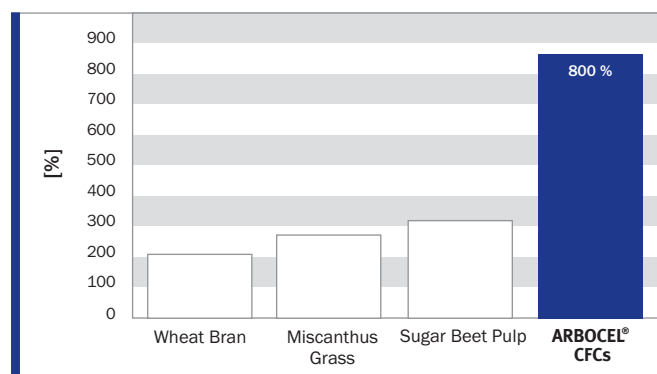 900
800
700
600
500
400
300
200
100
0
[%]
800 %
Wheat Bran
Miscanthus
Grass
Sugar Beet Pulp
ARBOCEL®
CFCs